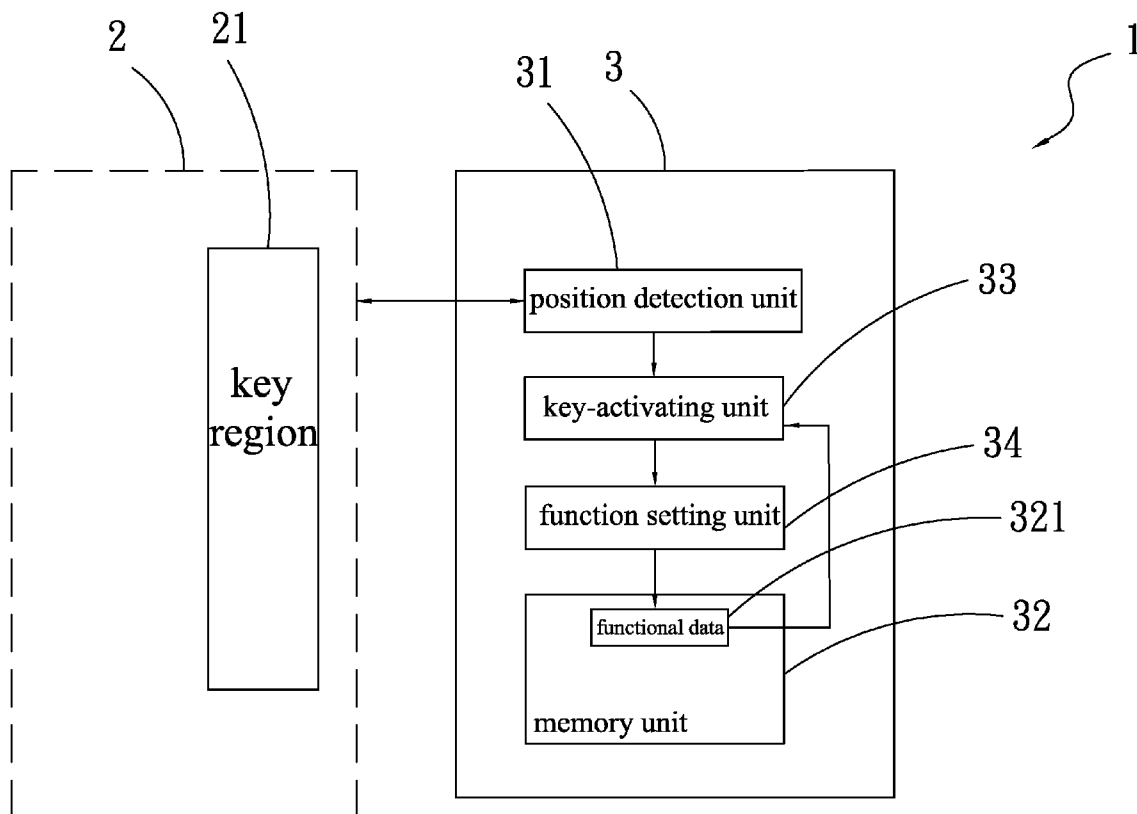 2
21
31
3
1
position detection unit
33
key
region
key-activating unit
34
function setting unit
321
functional data
32
memory unit